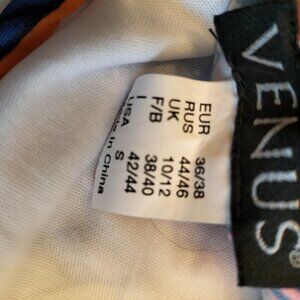 VENUS®
EUR 36/38
RUS 44/46
UK 10/12
F/B 38/40
I 42/44
USA S
In China